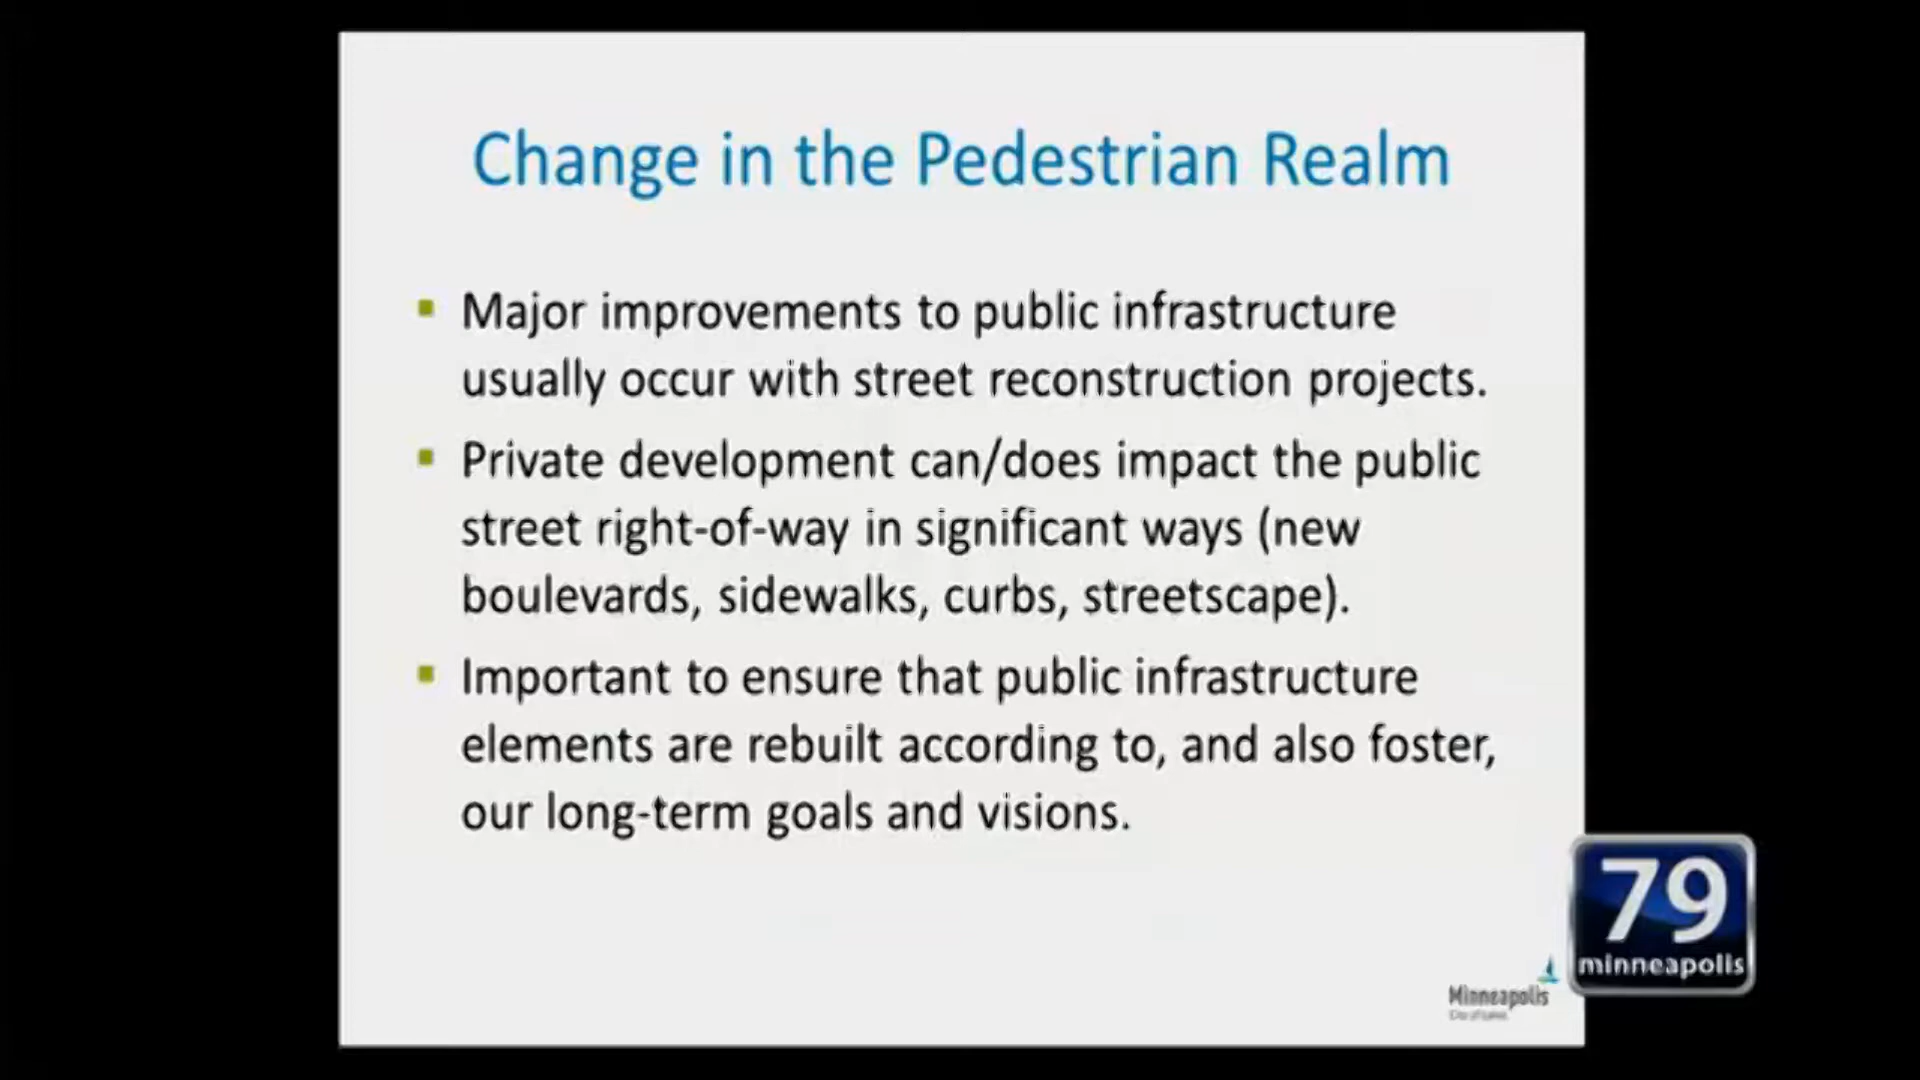 Change in the Pedestrian Realm
Major improvements to public infrastructure
usually occur with street reconstruction projects.
Private development can/does impact the public
street right-of-way in significant ways (new
boulevards, sidewalks, curbs, streetscape).
Important to ensure that public infrastructure
elements are rebuilt according to, and also foster,
our long-term goals and visions.
79
minneapolis
Minneapolis
City of Lakes